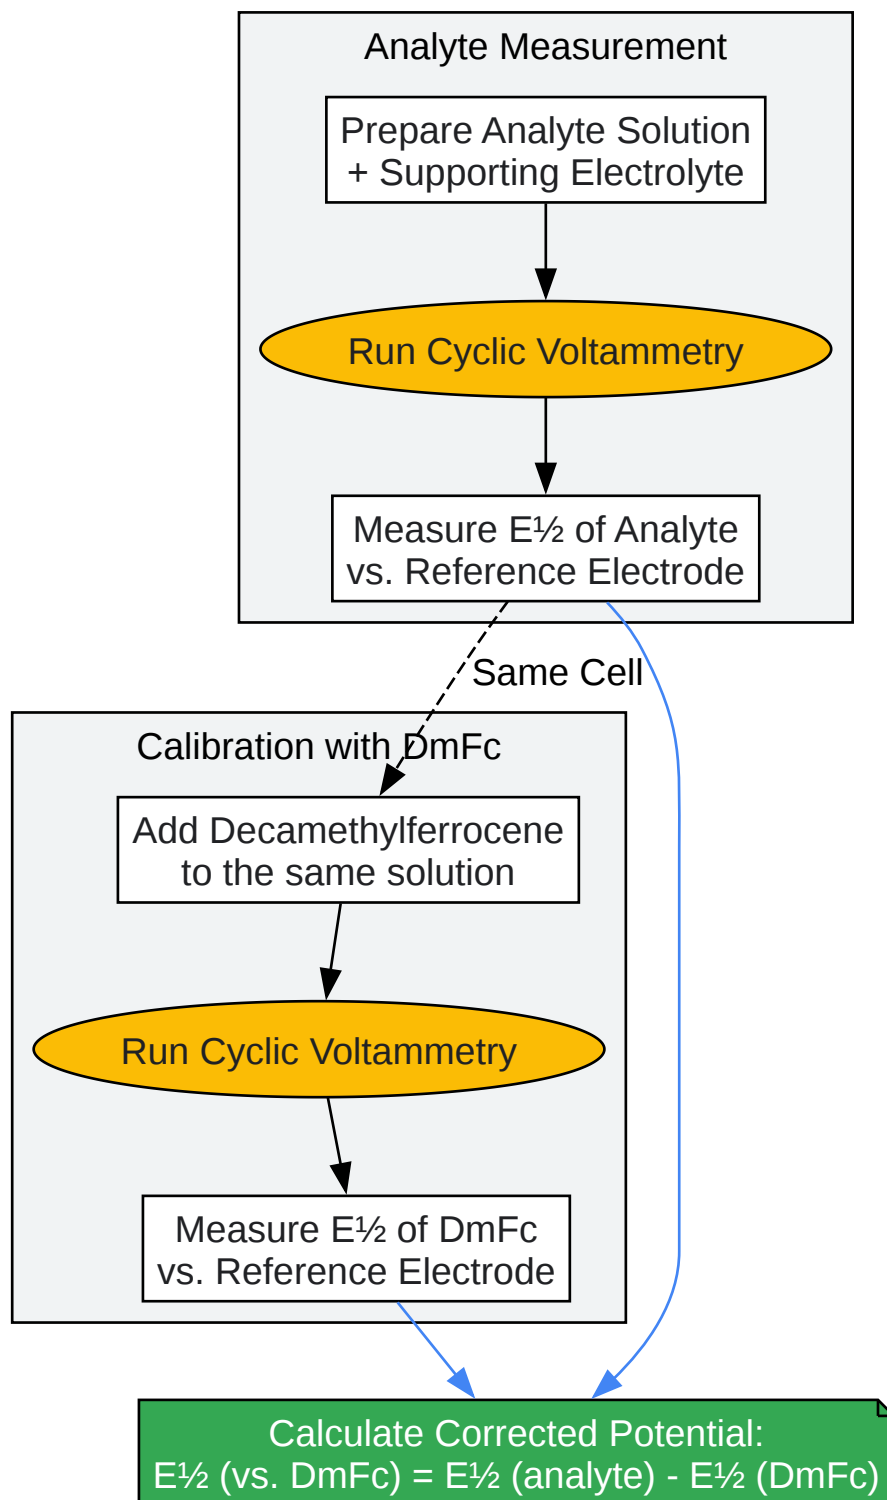 Analyte Measurement
Prepare Analyte Solution
+ Supporting Electrolyte
Run Cyclic Voltammetry
Measure E½ of Analyte
vs. Reference Electrode
Same Cell
Calibration with DmFc
Add Decamethylferrocene
to the same solution
Run Cyclic Voltammetry
Measure E½ of DmFc
vs. Reference Electrode
Calculate Corrected Potential:
E½ (vs. DmFc) = E½ (analyte) - E½ (DmFc)